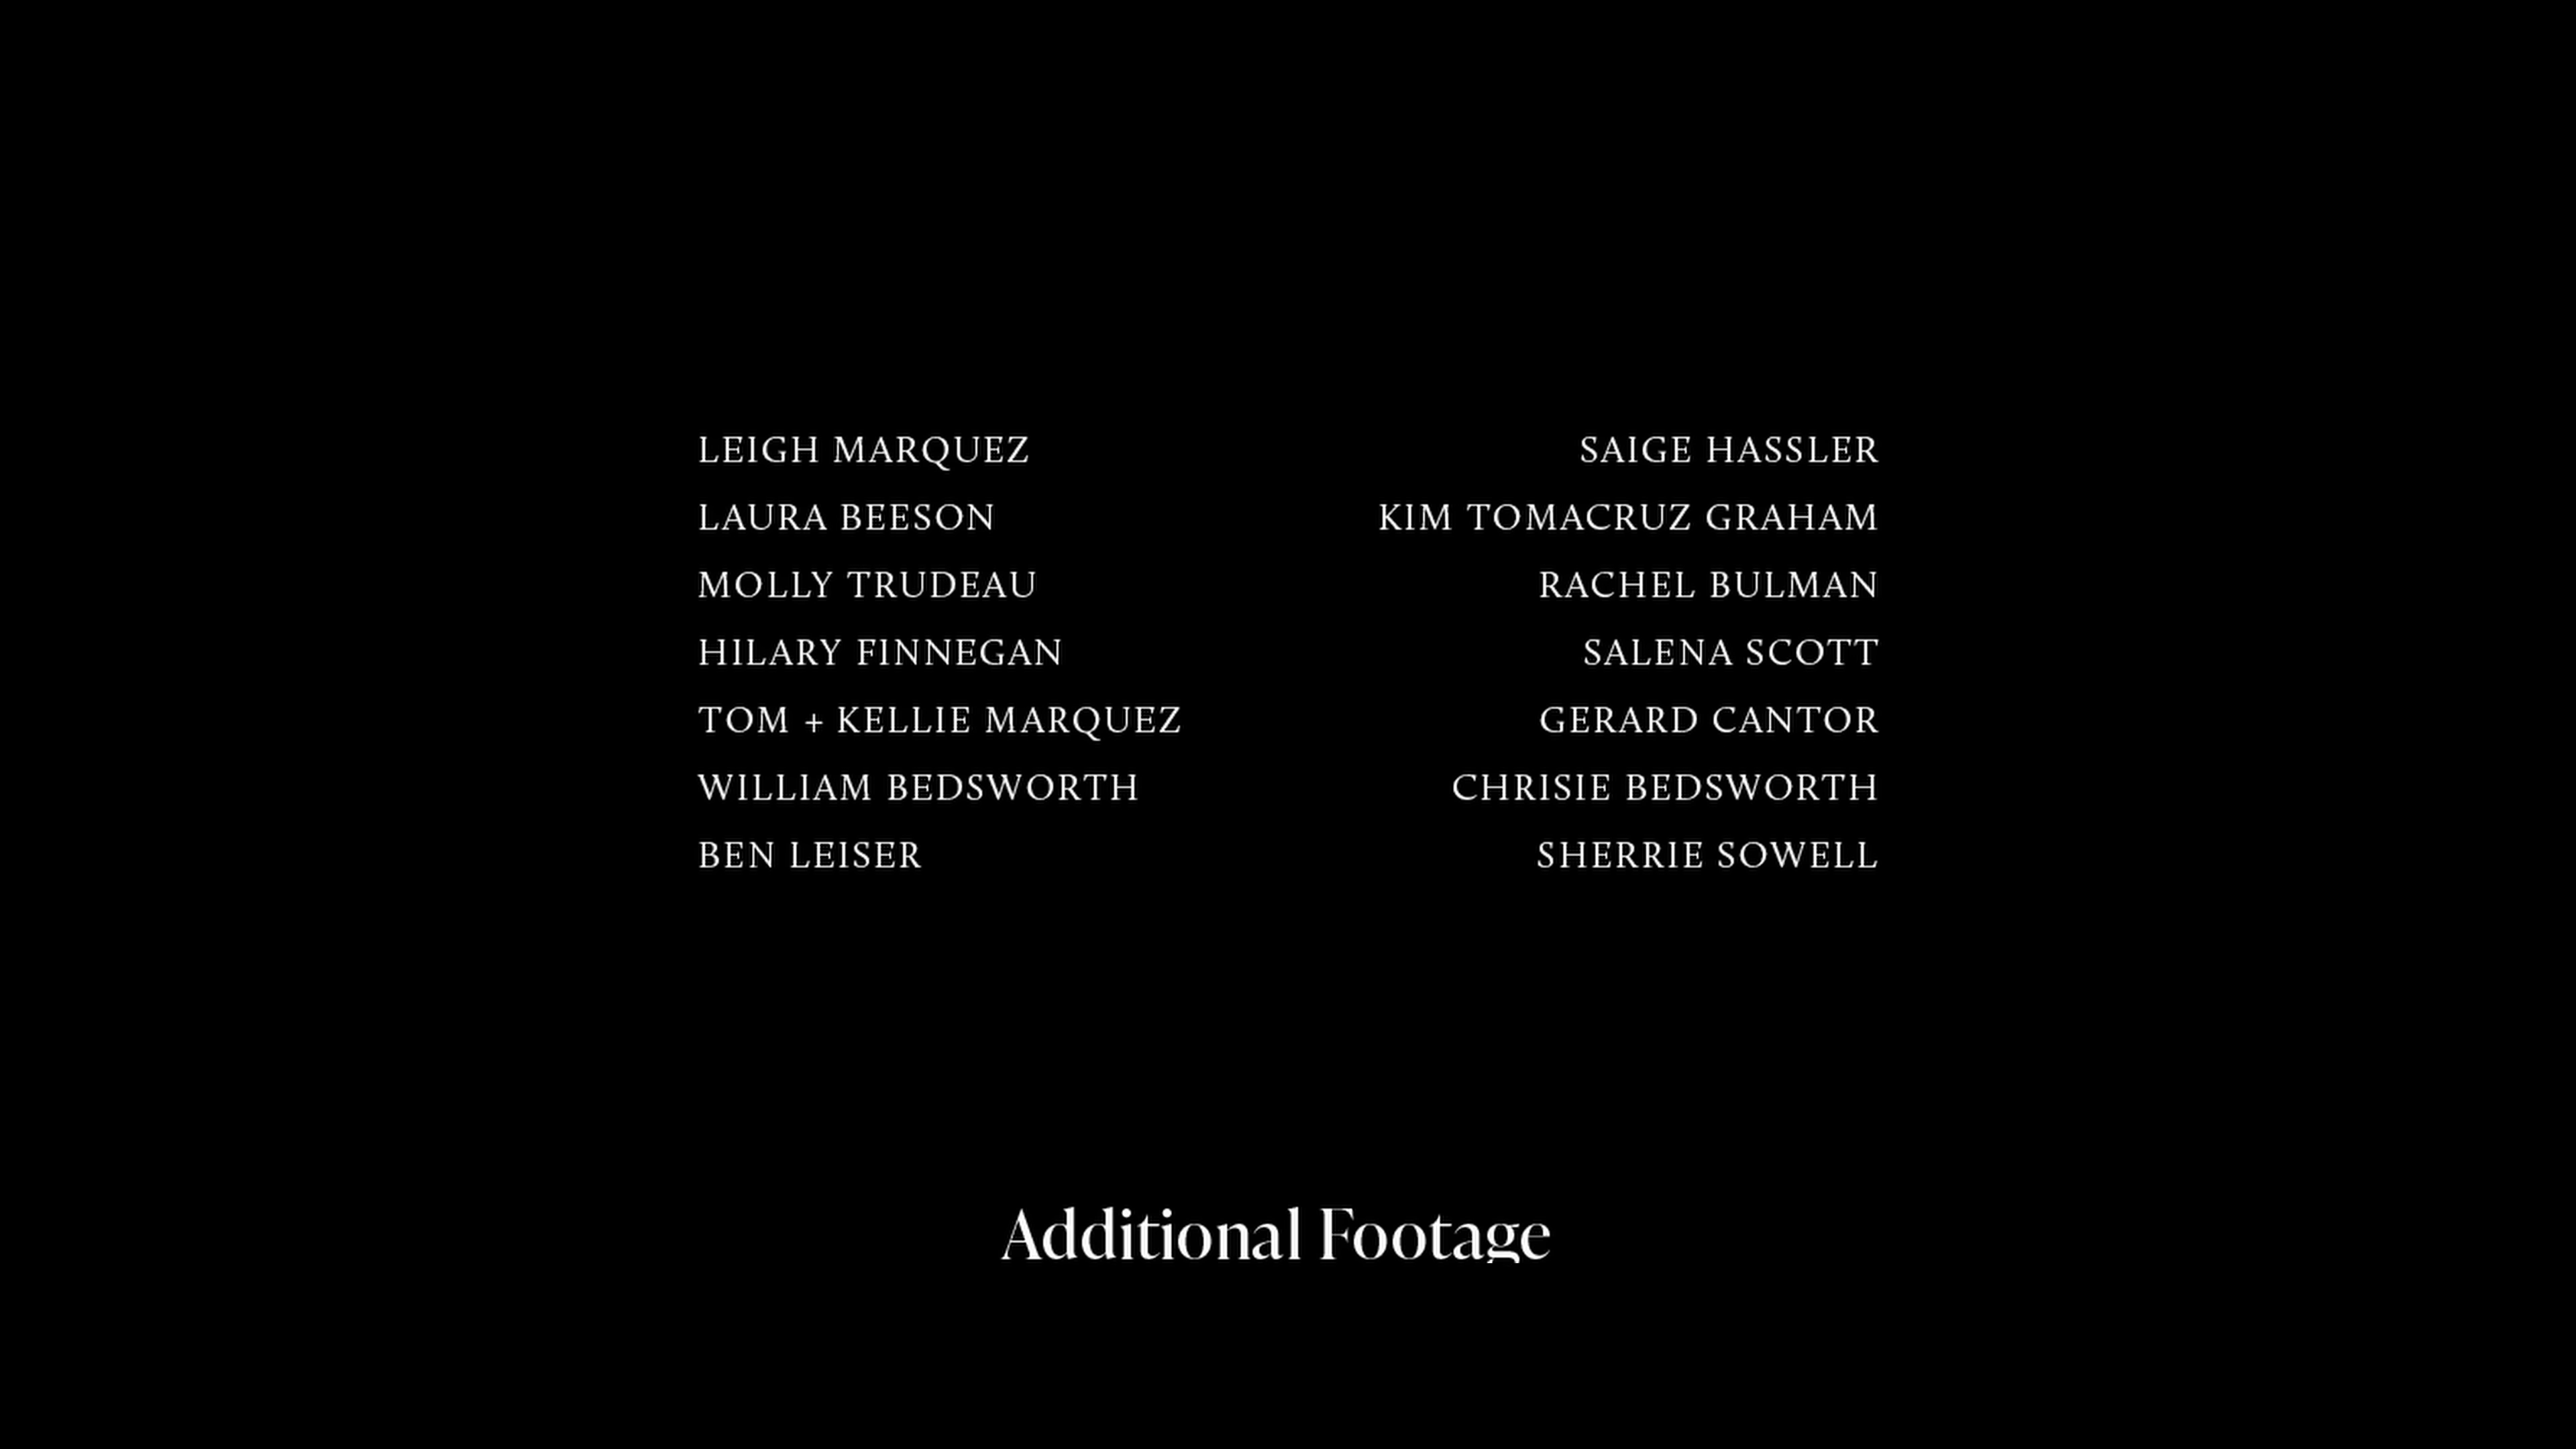 LEIGH MARQUEZ SAIGE HASSLER
LAURA BEESON KIM TOMACRUZ GRAHAM
MOLLY TRUDEAU RACHEL BULMAN
HILARY FINNEGAN SALENA SCOTT
TOM + KELLIE MARQUEZ GERARD CANTOR
WILLIAM BEDSWORTH CHRISIE BEDSWORTH
BEN LEISER SHERRIE SOWELL
Additional Footage